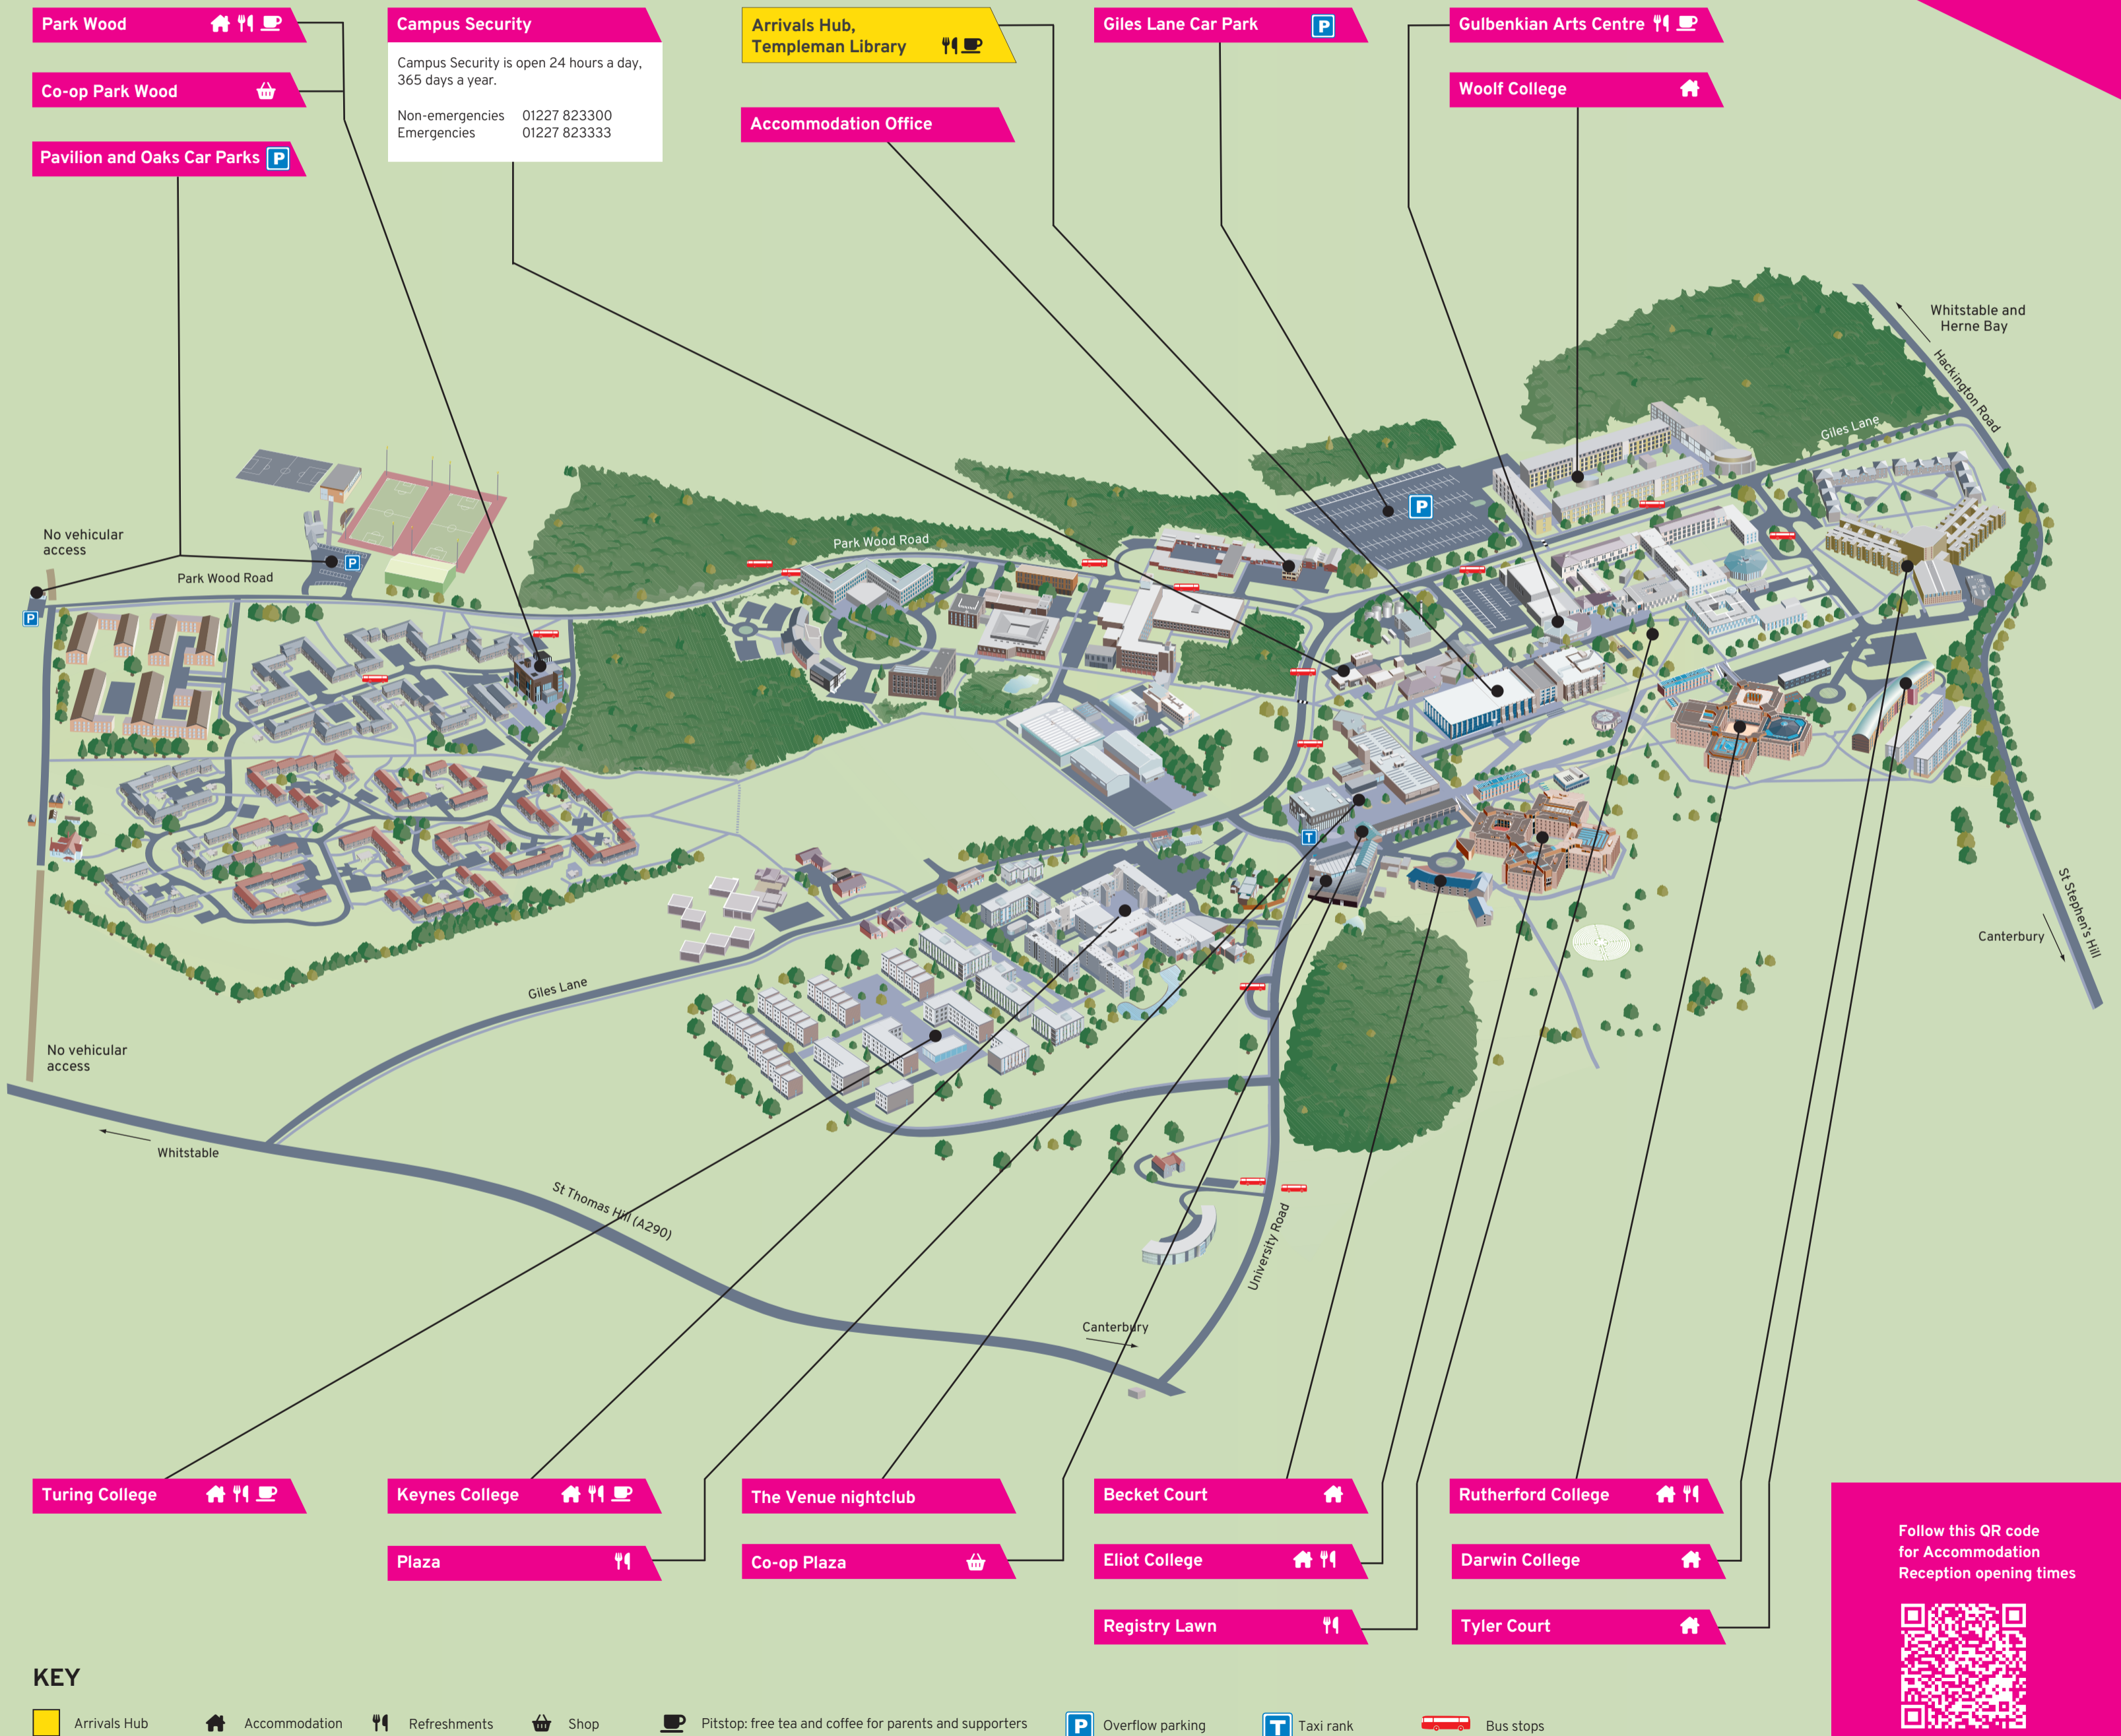 Park Wood
Co-op Park Wood
Pavilion and Oaks Car Parks P
Campus Security
Campus Security is open 24 hours a day,
365 days a year.
Non-emergencies 01227 823300
Emergencies 01227 823333
Arrivals Hub,
Templeman Library
Accommodation Office
Giles Lane Car Park P
Gulbenkian Arts Centre
Woolf College
Whitstable and
Herne Bay
Hackington Road
Giles Lane
P
No vehicular
access
Park Wood Road
P
Park Wood Road
P
T
St Stephen's Hill
Canterbury
Giles Lane
No vehicular
access
Whitstable
St Thomas Hill (A290)
University Road
Canterbury
Turing College
Keynes College
Plaza
The Venue nightclub
Co-op Plaza
Becket Court
Eliot College
Registry Lawn
Rutherford College
Darwin College
Tyler Court
Follow this QR code
for Accommodation
Reception opening times
KEY
Arrivals Hub
Accommodation
Refreshments
Shop
Pitstop: free tea and coffee for parents and supporters
P Overflow parking
T Taxi rank
Bus stops